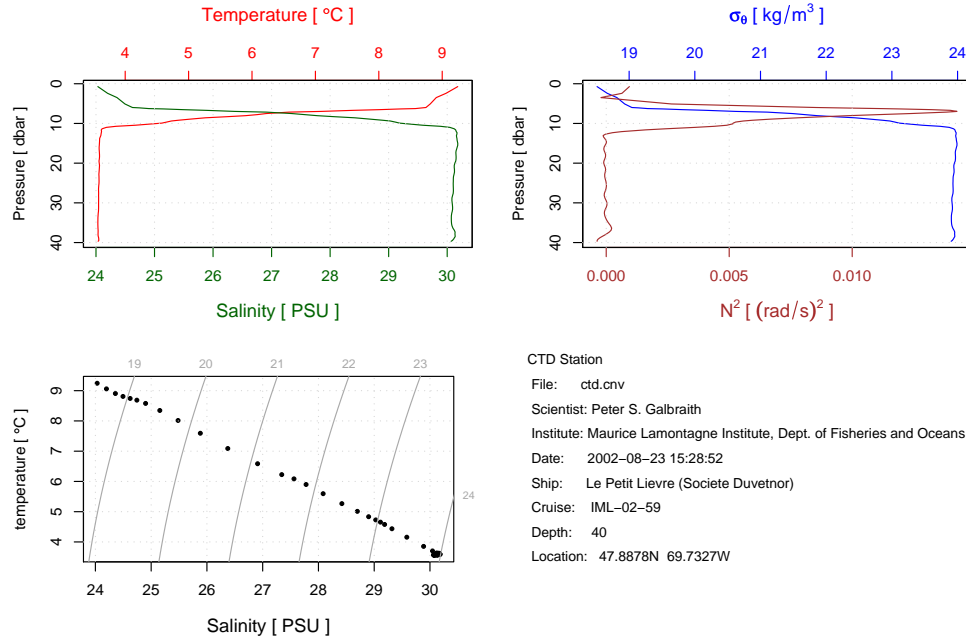 Temperature [ °C ]
4 5 6 7 8 9
0
10
20
30
40
Pressure [ dbar ]
24 25 26 27 28 29 30
Salinity [ PSU ]
σθ [ kg/m³ ]
19 20 21 22 23 24
0
10
20
30
40
Pressure [ dbar ]
0.000 0.005 0.010
N² [ (rad/s)² ]
19 20 21 22 23
24
9
8
7
6
5
4
temperature [ °C ]
24 25 26 27 28 29 30
Salinity [ PSU ]
CTD Station
File: ctd.cnv
Scientist: Peter S. Galbraith
Institute: Maurice Lamontagne Institute, Dept. of Fisheries and Oceans
Date: 2002−08−23 15:28:52
Ship: Le Petit Lievre (Societe Duvetnor)
Cruise: IML−02−59
Depth: 40
Location: 47.8878N 69.7327W